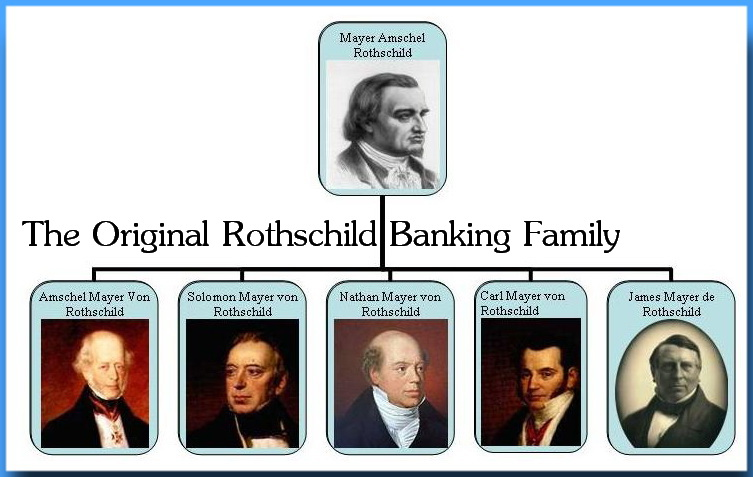 Mayer Amschel
Rothschild
The Original Rothschild Banking Family
Amschel Mayer Von
Rothschild
Solomon Mayer von
Rothschild
Nathan Mayer von
Rothschild
Carl Mayer von
Rothschild
James Mayer de
Rothschild